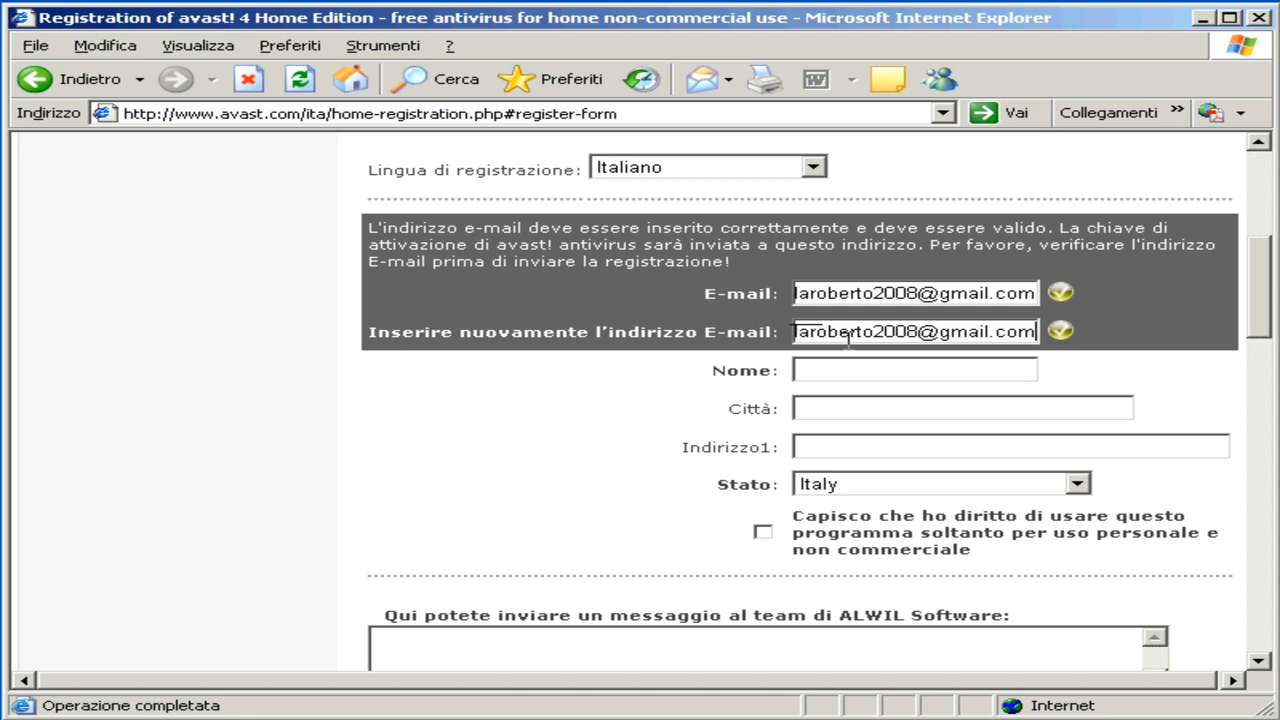 Registration of avast! 4 Home Edition - free antivirus for home non-commercial use - Microsoft Internet Explorer
File Modifica Visualizza Preferiti Strumenti ?
Indietro Cerca Preferiti
Indirizzo http://www.avast.com/ita/home-registration.php#register-form Vai Collegamenti »
Lingua di registrazione: Italiano
L'indirizzo e-mail deve essere inserito correttamente e deve essere valido. La chiave di
attivazione di avast! antivirus sarà inviata a questo indirizzo. Per favore, verificare l'indirizzo
E-mail prima di inviare la registrazione!
E-mail: laroberto2008@gmail.com
Inserire nuovamente l'indirizzo E-mail: laroberto2008@gmail.com
Nome:
Città:
Indirizzo1:
Stato: Italy
Capisco che ho diritto di usare questo
programma soltanto per uso personale e
non commerciale
Qui potete inviare un messaggio al team di ALWIL Software:
Operazione completata Internet